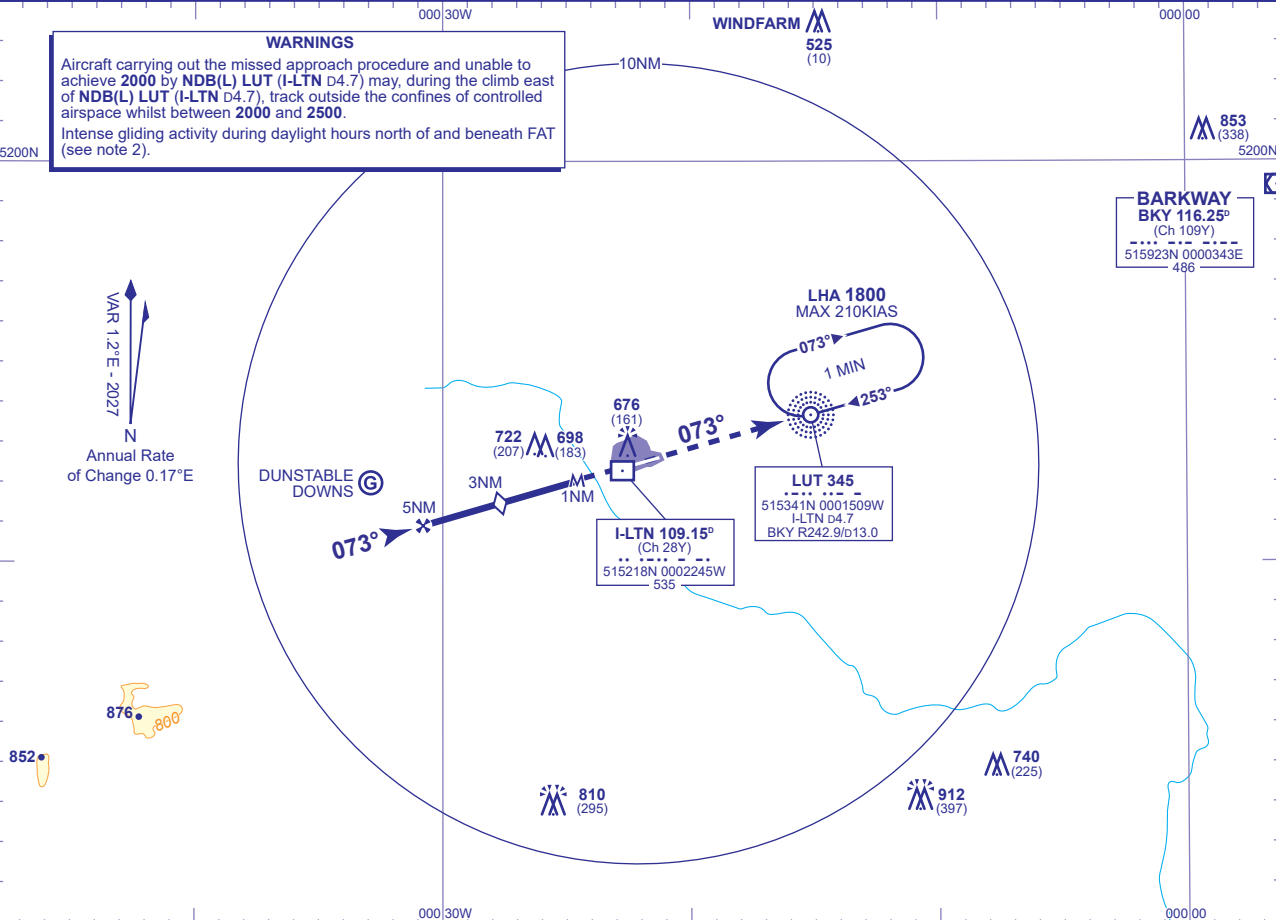 000 30W
000 00
WINDFARM
525
(10)
WARNINGS
Aircraft carrying out the missed approach procedure and unable to
achieve 2000 by NDB(L) LUT (I-LTN D4.7) may, during the climb east
of NDB(L) LUT (I-LTN D4.7), track outside the confines of controlled
airspace whilst between 2000 and 2500.
Intense gliding activity during daylight hours north of and beneath FAT
(see note 2).
10NM
853
(338)
5200N
5200N
BARKWAY
BKY 116.25ᴰ
(Ch 109Y)
515923N 0000343E
486
VAR 1.2°E - 2027
N
Annual Rate
of Change 0.17°E
LHA 1800
MAX 210KIAS
073°
1 MIN
253°
676
(161)
073°
722
(207)
698
(183)
DUNSTABLE
DOWNS
G
3NM
1NM
5NM
073°
LUT 345
515341N 0001509W
I-LTN D4.7
BKY R242.9/D13.0
I-LTN 109.15ᴰ
(Ch 28Y)
515218N 0002245W
535
876
800
852
810
(295)
740
(225)
912
(397)
000 30W
000 00